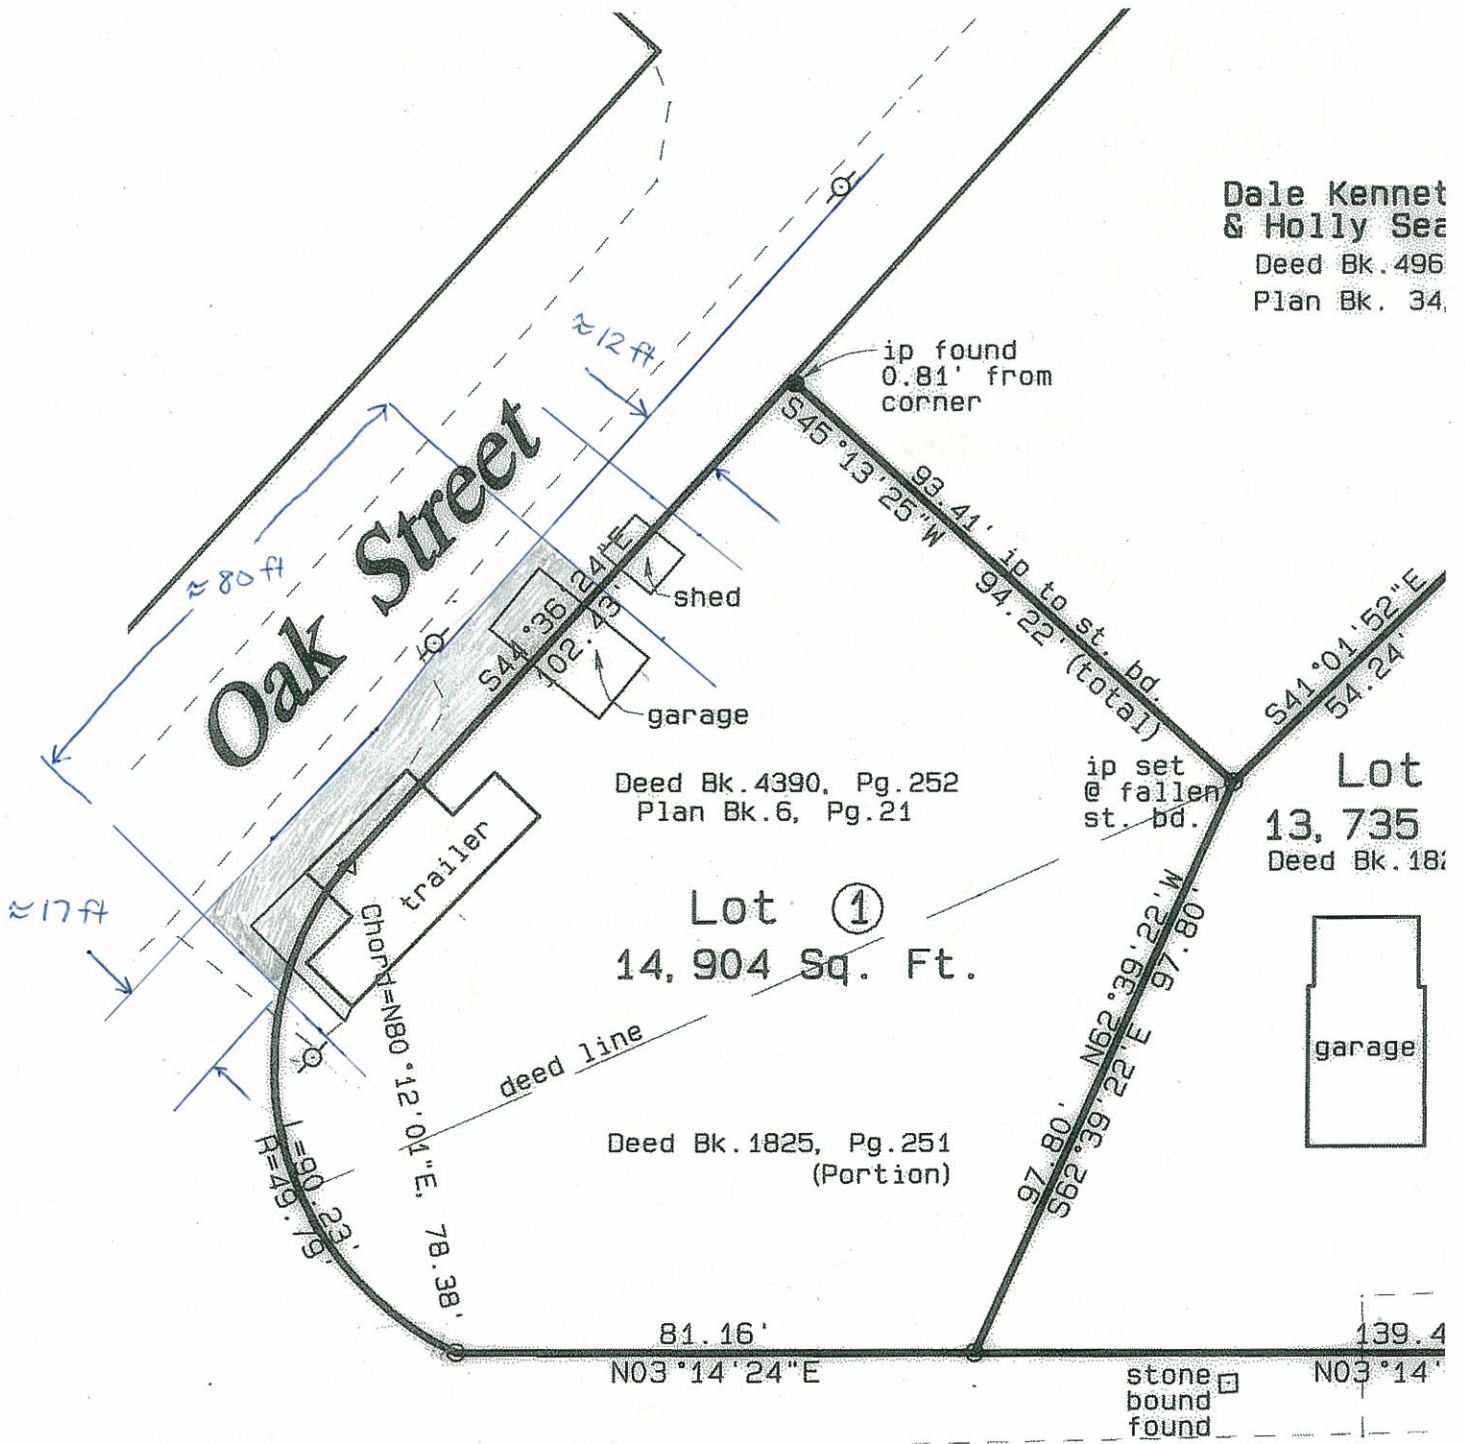 Dale Kennet
& Holly Sea
Deed Bk. 496
Plan Bk. 34,
≈12 ft
ip found
0.81' from
corner
Oak Street
≈80 ft
S45°13'25"W
93.41' ip to st. bd.
94.22' (total)
S44°36'24"E
102.43'
shed
garage
S41°01'52"E
54.24'
Deed Bk.4390, Pg.252
Plan Bk.6, Pg.21
ip set
@ fallen
st. bd.
Lot
13,735
Deed Bk.182
trailer
≈17 ft
Lot 1
14,904 Sq. Ft.
Chord=N80°12'01"E, 78.38'
deed line
N62°39'22"W
97.80'
97.80'
S62°39'22"E
garage
Deed Bk.1825, Pg.251
(Portion)
L=90.23'
R=49.79'
81.16'
N03°14'24"E
139.4
N03°14'
stone
bound
found